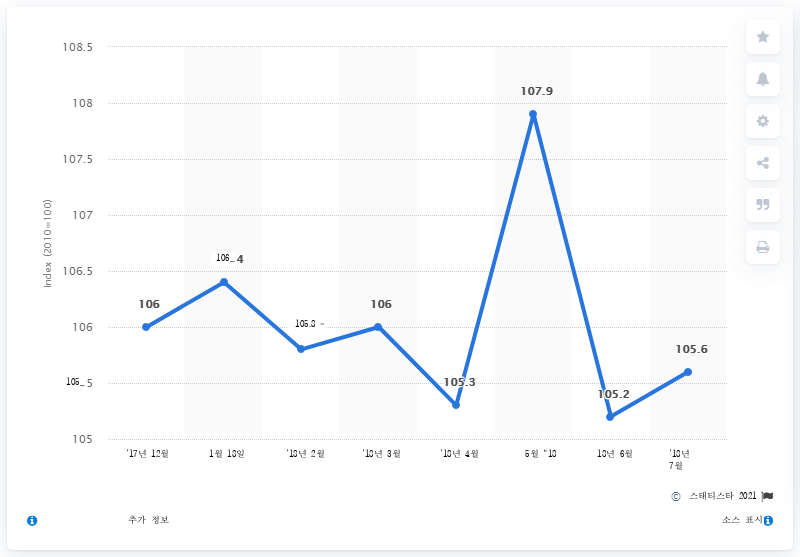 108.5
108
107.5
107
106.5
106
105_ 5
105
Index (2010=100)
106
106_ 4
105.8 -
106
105.3
107.9
105.2
105.6
'17년 12월
1월 18일
'18년 2월
'18년 3월
'18년 4월
5월 "18
18년 6월
'18년
7월
© 스태티스타 2021
추가 정보
소스 표시